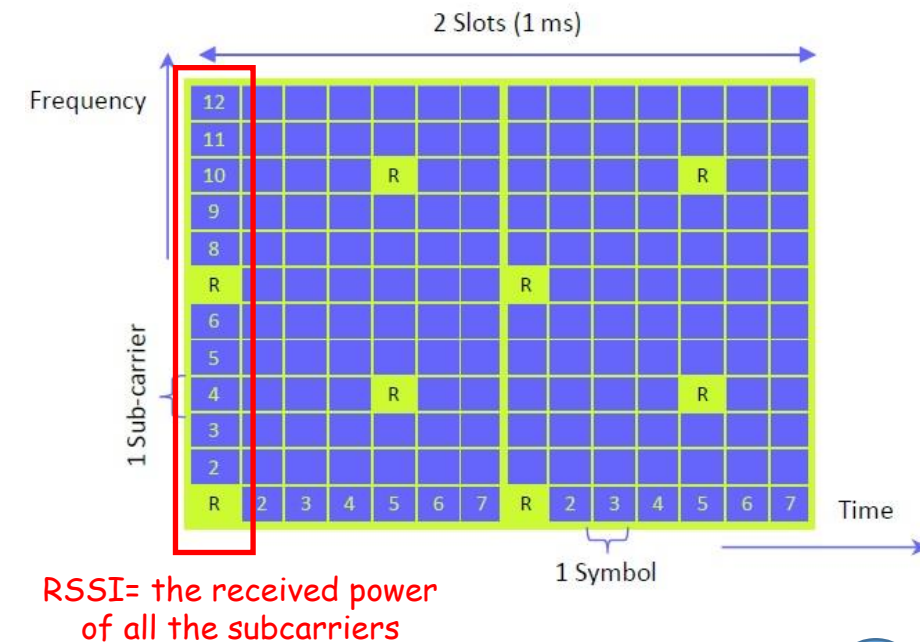 2 Slots (1 ms)
Frequency
12
11
10 R R
9
8
R R
6
5
4 R R
3
2
R 2 3 4 5 6 7 R 2 3 4 5 6 7
1 Sub-carrier
Time
1 Symbol
RSSI= the received power
of all the subcarriers